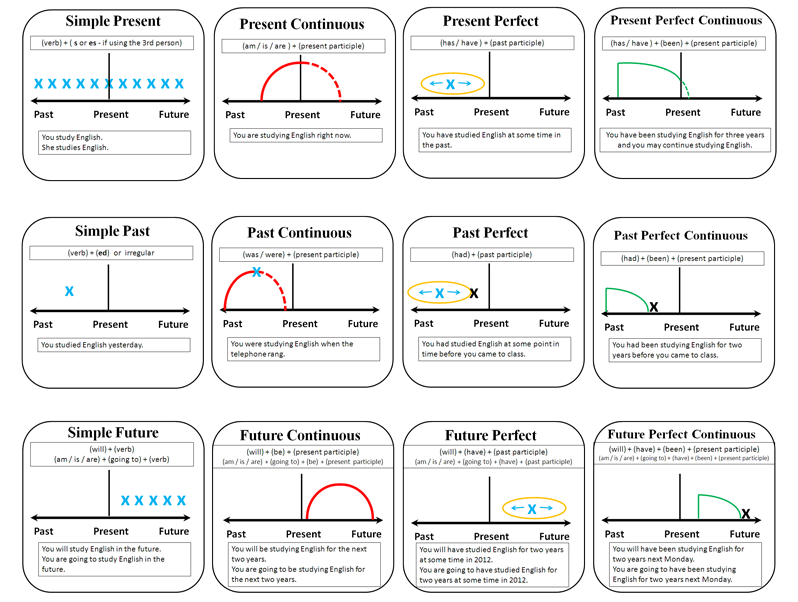 Simple Present
(verb) + ( s or es - if using the 3rd person)
X X X X X X X X X X X
Past Present Future
You study English.
She studies English.
Present Continuous
(am / is / are ) + (present participle)
Past Present Future
You are studying English right now.
Present Perfect
(has / have ) + (past participle)
X
Past Present Future
You have studied English at some time in
the past.
Present Perfect Continuous
(has / have ) + (been) + (present participle)
Past Present Future
You have been studying English for three years
and you may continue studying English.
Simple Past
(verb) + (ed) or irregular
X
Past Present Future
You studied English yesterday.
Past Continuous
(was / were) + (present participle)
X
Past Present Future
You were studying English when the
telephone rang.
Past Perfect
(had) + (past participle)
X X
Past Present Future
You had studied English at some point in
time before you came to class.
Past Perfect Continuous
(had) + (been) + (present participle)
X
Past Present Future
You had been studying English for two
years before you came to class.
Simple Future
(will) + (verb)
(am / is / are) + (going to) + (verb)
X X X X X
Past Present Future
You will study English in the future.
You are going to study English in the
future.
Future Continuous
(will) + (be) + (present participle)
(am / is / are) + (going to) + (be) + (present participle)
Past Present Future
You will be studying English for the next
two years.
You are going to be studying English for
the next two years.
Future Perfect
(will) + (have) + (past participle)
(am / is / are) + (going to) + (have) + (past participle)
X
Past Present Future
You will have studied English for two years
at some time in 2012.
You are going to have studied English for
two years at some time in 2012.
Future Perfect Continuous
(will) + (have) + (been) + (present participle)
(am / is / are) + (going to) + (have) + (been) + (present participle)
X
Past Present Future
You will have been studying English for
two years next Monday.
You are going to have been studying
English for two years next Monday.